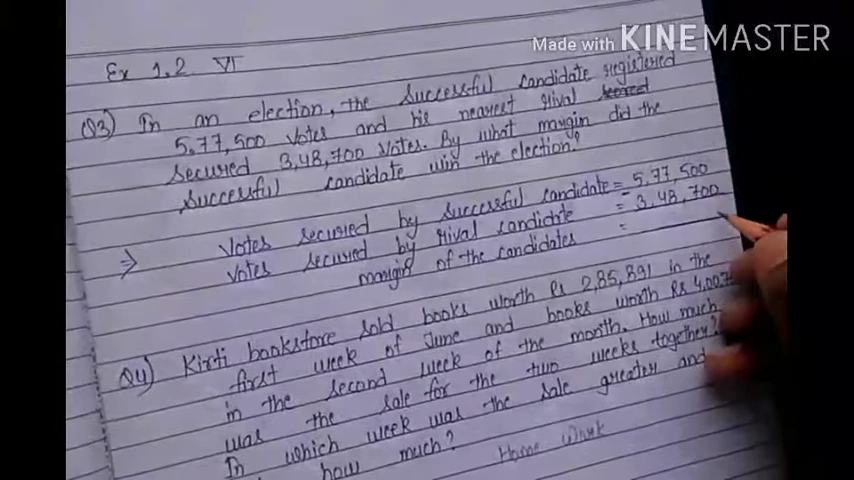 Made with KINEMASTER
Ex 1.2 VI
Q3) In an election, the successful candidate registered
5,77,500 votes and his nearest rival
secured 3,48,700 votes. By what margin did the
successful candidate win the election?
⇒ Votes secured by successful candidate = 5,77,500
votes secured by rival candidate = - 3,48,700
margin of the candidates =
Q4) Kirti bookstore sold books worth Rs 2,85,891 in the
first week of June and books worth Rs 4,00,7
in the second week of the month. How much
was the sale for the two weeks together?
In which week was the sale greater and
how much?
Home Work